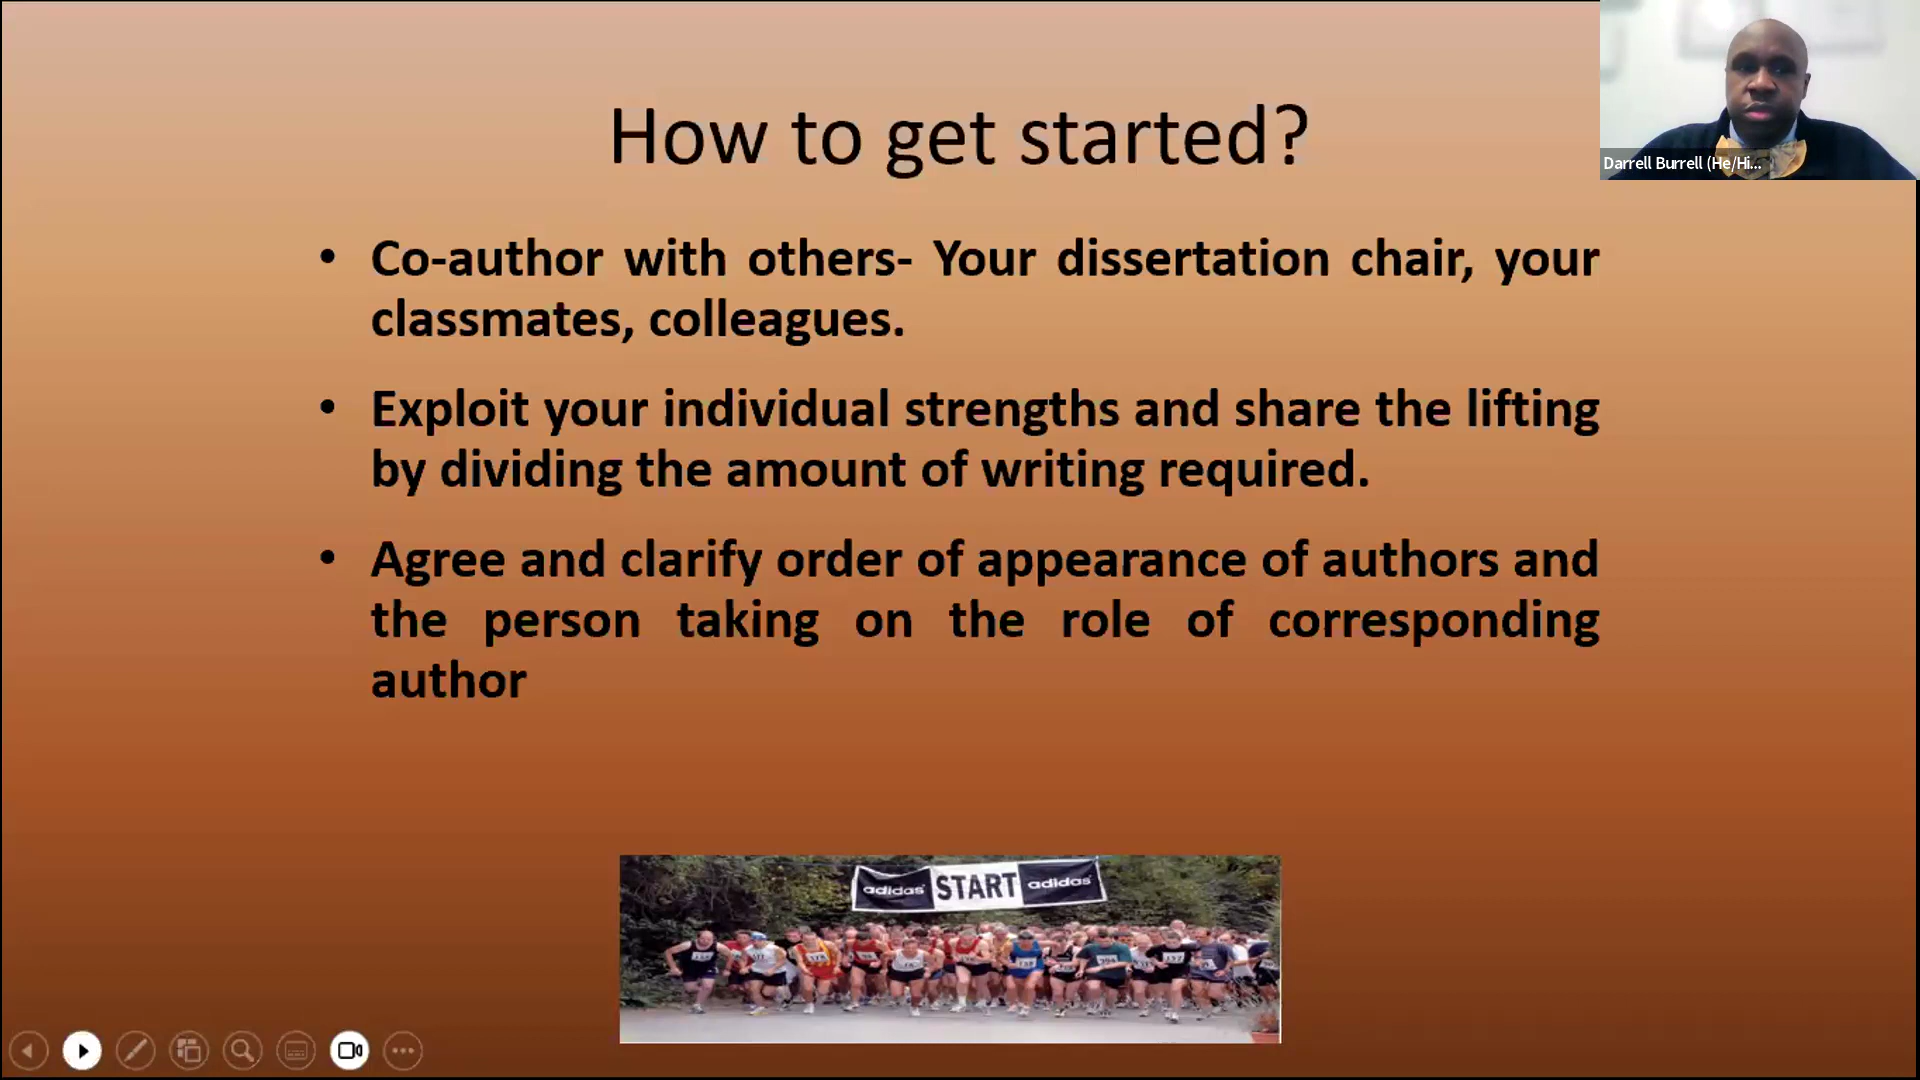 How to get started?
Darrell Burrell (He/Hi...
• Co-author with others- Your dissertation chair, your
classmates, colleagues.
• Exploit your individual strengths and share the lifting
by dividing the amount of writing required.
• Agree and clarify order of appearance of authors and
the person taking on the role of corresponding
author
adidas START adidas